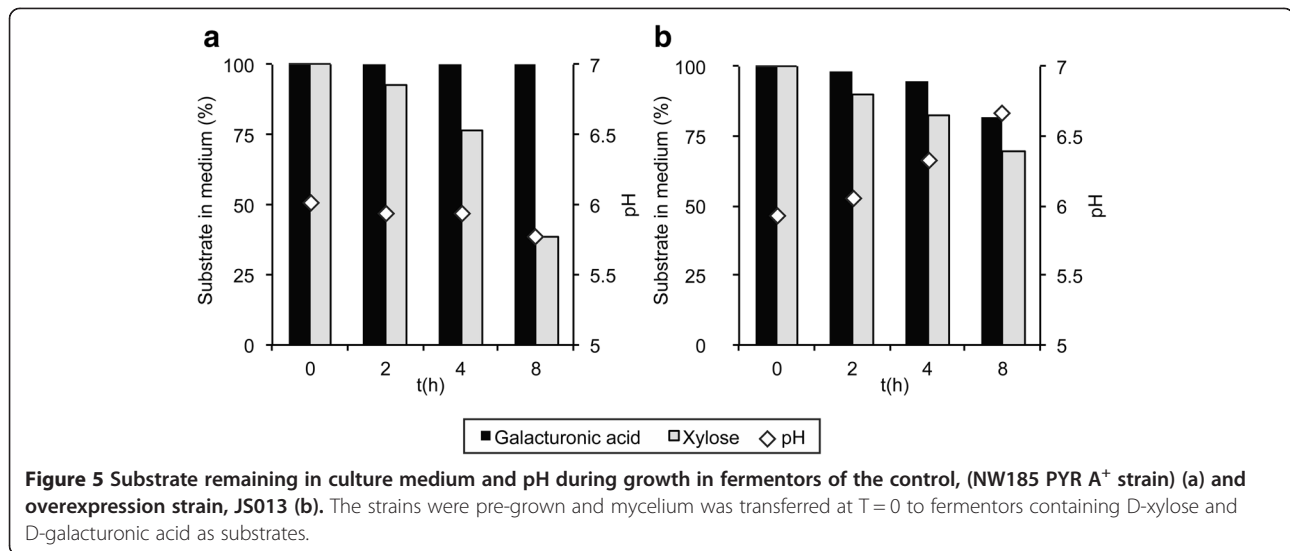 a
b
100
75
50
25
0
Substrate in medium (%)
7
6.5
6
5.5
5
pH
0 2 4 8
t(h)
100
75
50
25
0
Substrate in medium (%)
7
6.5
6
5.5
5
pH
0 2 4 8
t(h)
Galacturonic acid Xylose pH
Figure 5 Substrate remaining in culture medium and pH during growth in fermentors of the control, (NW185 PYR A+ strain) (a) and
overexpression strain, JS013 (b). The strains were pre-grown and mycelium was transferred at T = 0 to fermentors containing D-xylose and
D-galacturonic acid as substrates.